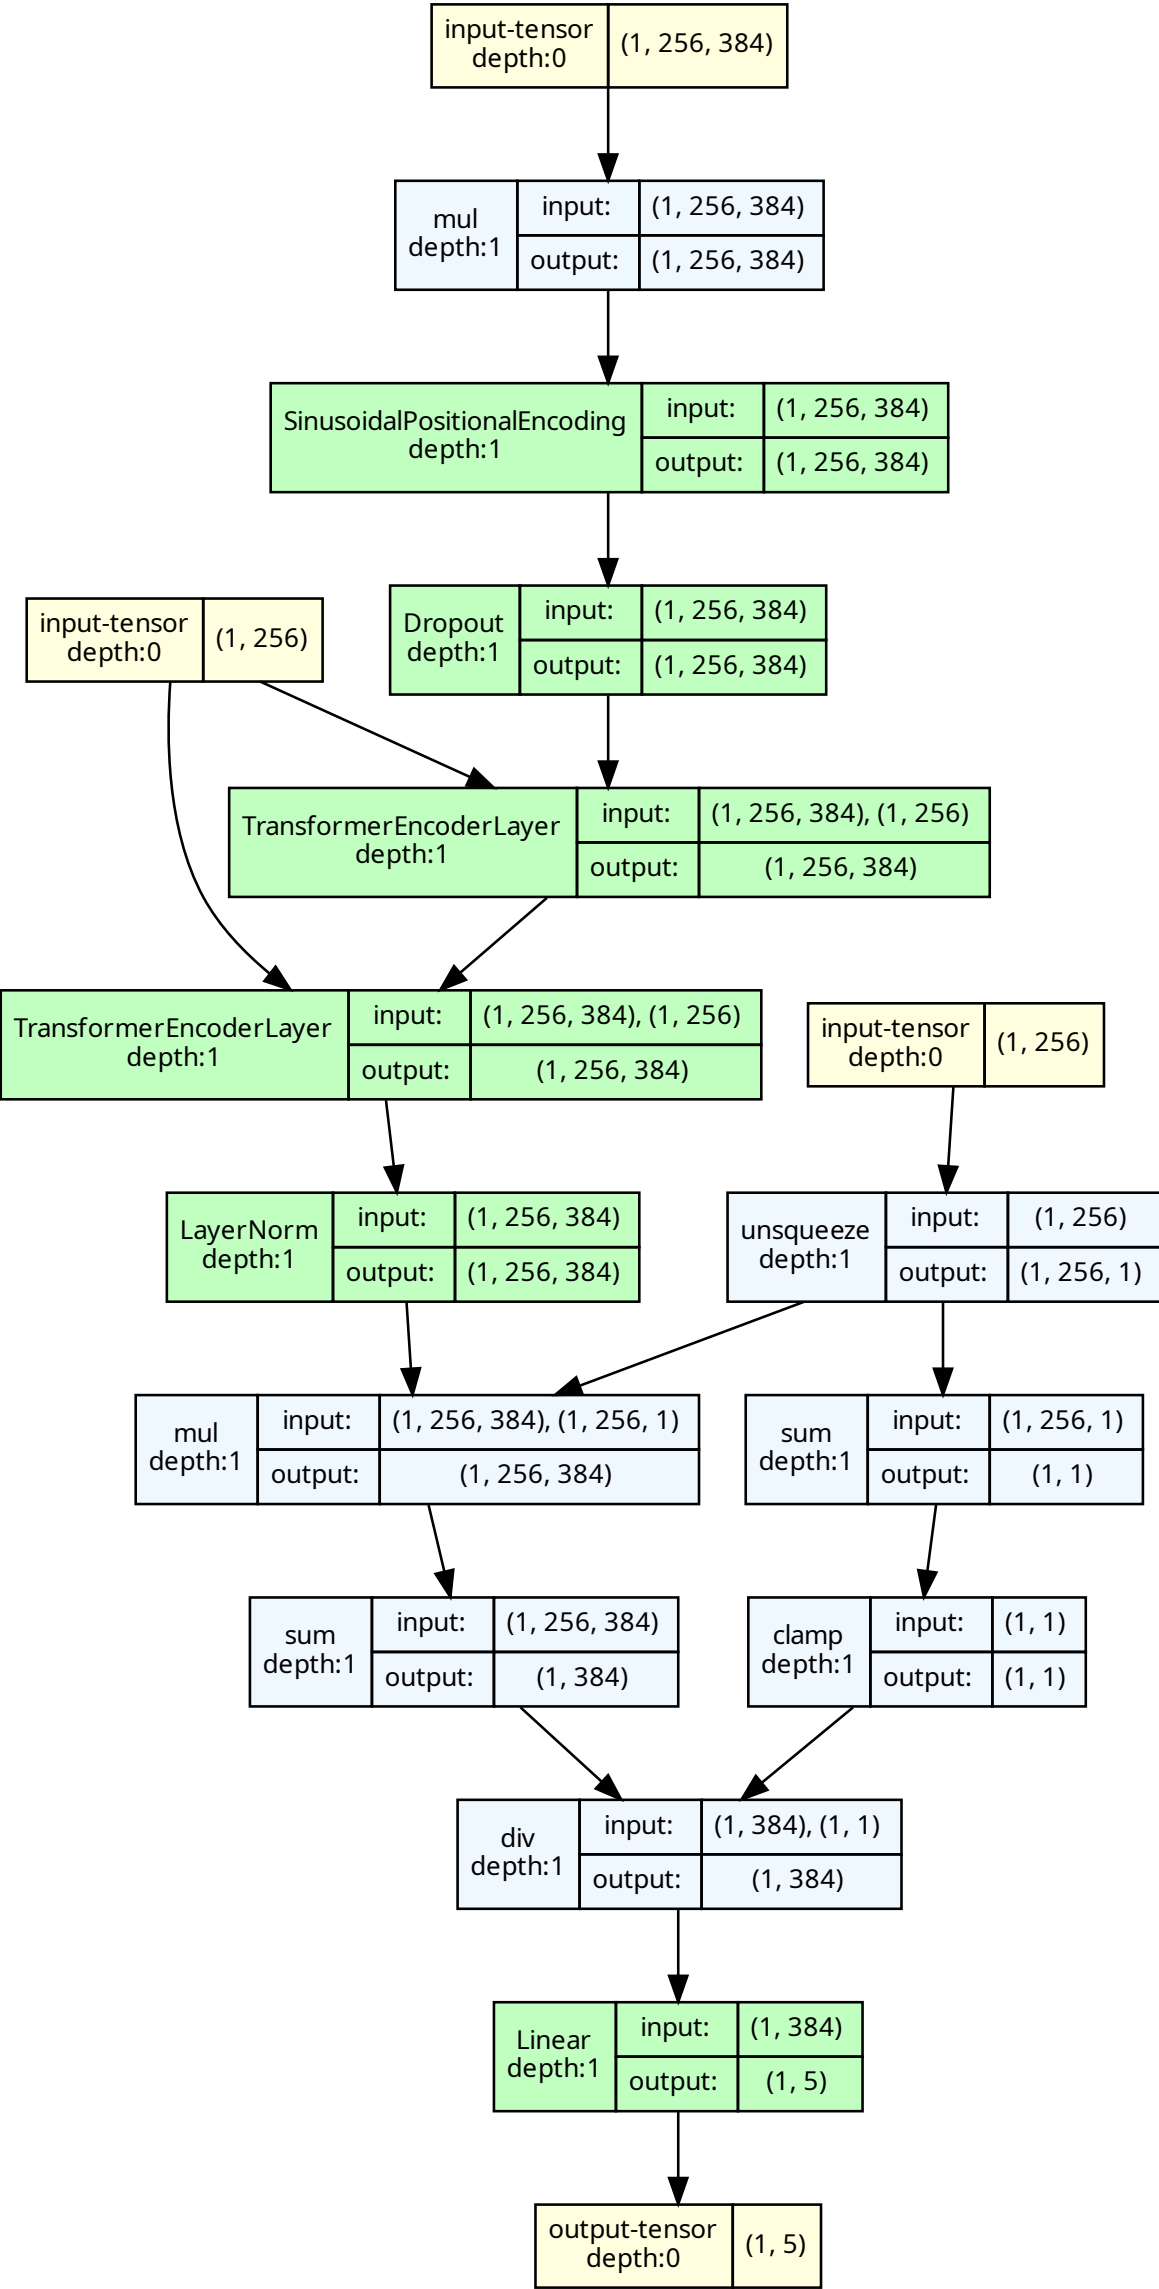 input-tensor
depth:0
(1, 256, 384)
mul
depth:1
input:
(1, 256, 384)
output:
(1, 256, 384)
SinusoidalPositionalEncoding
depth:1
input:
(1, 256, 384)
output:
(1, 256, 384)
input-tensor
depth:0
(1, 256)
Dropout
depth:1
input:
(1, 256, 384)
output:
(1, 256, 384)
TransformerEncoderLayer
depth:1
input:
(1, 256, 384), (1, 256)
output:
(1, 256, 384)
TransformerEncoderLayer
depth:1
input:
(1, 256, 384), (1, 256)
output:
(1, 256, 384)
input-tensor
depth:0
(1, 256)
LayerNorm
depth:1
input:
(1, 256, 384)
output:
(1, 256, 384)
unsqueeze
depth:1
input:
(1, 256)
output:
(1, 256, 1)
mul
depth:1
input:
(1, 256, 384), (1, 256, 1)
output:
(1, 256, 384)
sum
depth:1
input:
(1, 256, 1)
output:
(1, 1)
sum
depth:1
input:
(1, 256, 384)
output:
(1, 384)
clamp
depth:1
input:
(1, 1)
output:
(1, 1)
div
depth:1
input:
(1, 384), (1, 1)
output:
(1, 384)
Linear
depth:1
input:
(1, 384)
output:
(1, 5)
output-tensor
depth:0
(1, 5)